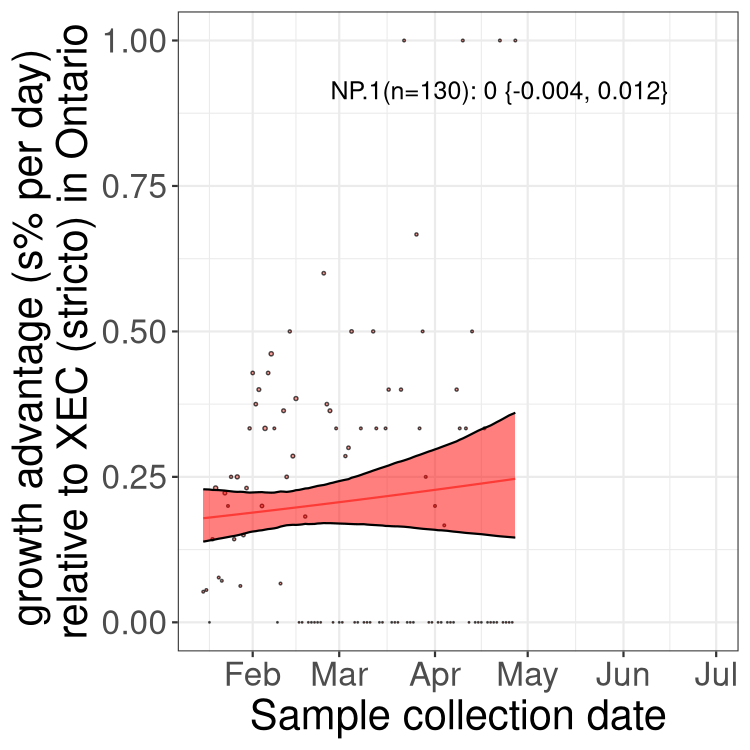 growth advantage (s% per day)
relative to XEC (stricto) in Ontario
1.00
0.75
0.50
0.25
0.00
NP.1(n=130): 0 {-0.004, 0.012}
Feb Mar Apr May Jun Jul
Sample collection date